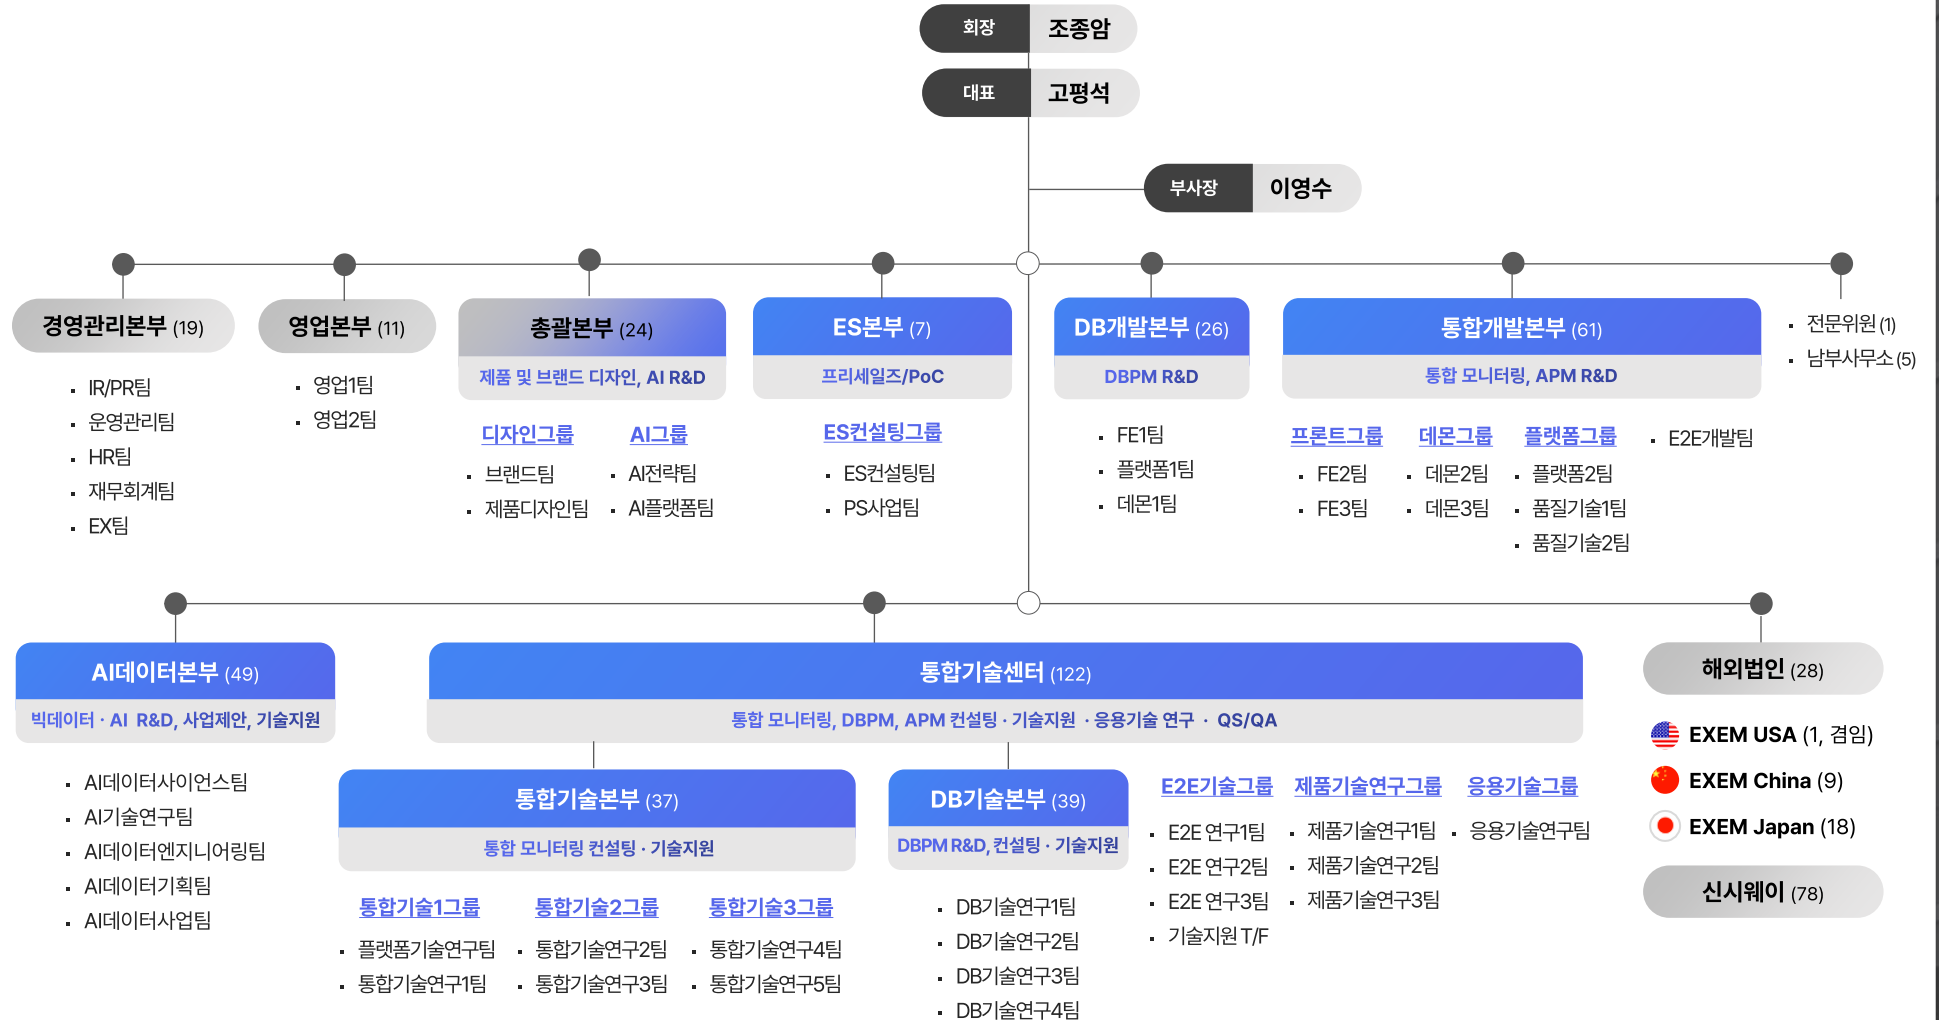 회장 조종암
대표 고평석
부사장 이영수
경영관리본부 (19)
IR/PR팀
운영관리팀
HR팀
재무회계팀
EX팀
영업본부 (11)
영업1팀
영업2팀
총괄본부 (24)
제품 및 브랜드 디자인, AI R&D
디자인그룹
브랜드팀
제품디자인팀
AI그룹
AI전략팀
AI플랫폼팀
ES본부 (7)
프리세일즈/PoC
ES컨설팅그룹
ES컨설팅팀
PS사업팀
DB개발본부 (26)
DBPM R&D
FE1팀
플랫폼1팀
데몬1팀
통합개발본부 (61)
통합 모니터링, APM R&D
프론트그룹
FE2팀
FE3팀
데몬그룹
데몬2팀
데몬3팀
플랫폼그룹
플랫폼2팀
품질기술1팀
품질기술2팀
E2E개발팀
전문위원 (1)
남부사무소 (5)
AI데이터본부 (49)
빅데이터 · AI R&D, 사업제안, 기술지원
AI데이터사이언스팀
AI기술연구팀
AI데이터엔지니어링팀
AI데이터기획팀
AI데이터사업팀
통합기술센터 (122)
통합 모니터링, DBPM, APM 컨설팅 · 기술지원 · 응용기술 연구 · QS/QA
통합기술본부 (37)
통합 모니터링 컨설팅 · 기술지원
통합기술1그룹
플랫폼기술연구팀
통합기술연구1팀
통합기술2그룹
통합기술연구2팀
통합기술연구3팀
통합기술3그룹
통합기술연구4팀
통합기술연구5팀
DB기술본부 (39)
DBPM R&D, 컨설팅 · 기술지원
DB기술연구1팀
DB기술연구2팀
DB기술연구3팀
DB기술연구4팀
E2E기술그룹
E2E 연구1팀
E2E 연구2팀
E2E 연구3팀
기술지원 T/F
제품기술연구그룹
제품기술연구1팀
제품기술연구2팀
제품기술연구3팀
응용기술그룹
응용기술연구팀
해외법인 (28)
EXEM USA (1, 겸임)
EXEM China (9)
EXEM Japan (18)
신시웨이 (78)